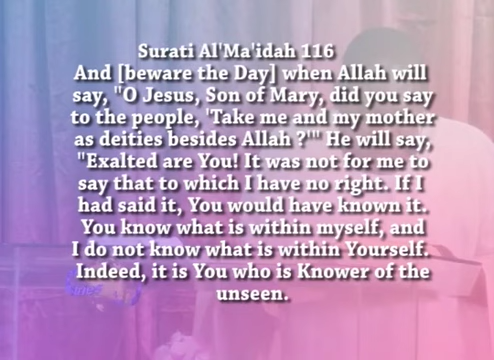 Surati Al'Ma'idah 116
And [beware the Day] when Allah will
say, "O Jesus, Son of Mary, did you say
to the people, 'Take me and my mother
as deities besides Allah ?'" He will say,
"Exalted are You! It was not for me to
say that to which I have no right. If I
had said it, You would have known it.
You know what is within myself, and
I do not know what is within Yourself.
Indeed, it is You who is Knower of the
unseen.